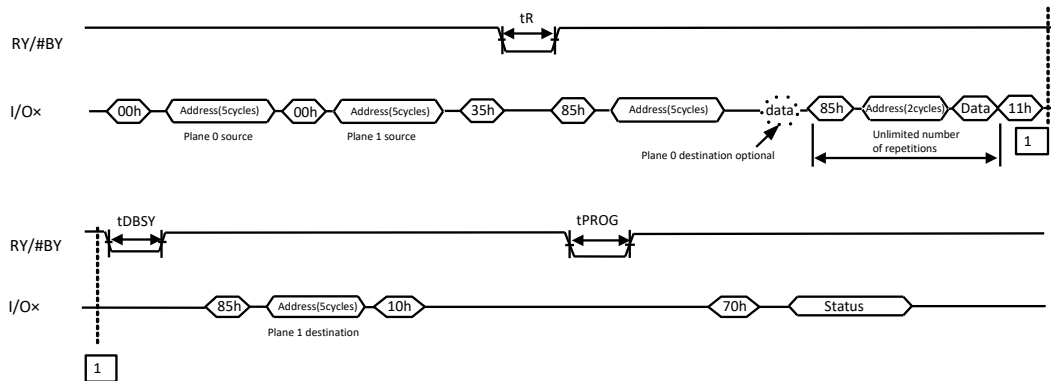 tR
RY/#BY
I/O×
00h
Address(5cycles)
00h
Address(5cycles)
35h
85h
Address(5cycles)
data
85h
Address(2cycles)
Data
11h
Plane 0 source
Plane 1 source
Plane 0 destination optional
Unlimited number
of repetitions
1
tDBSY
tPROG
RY/#BY
I/O×
85h
Address(5cycles)
10h
70h
Status
Plane 1 destination
1